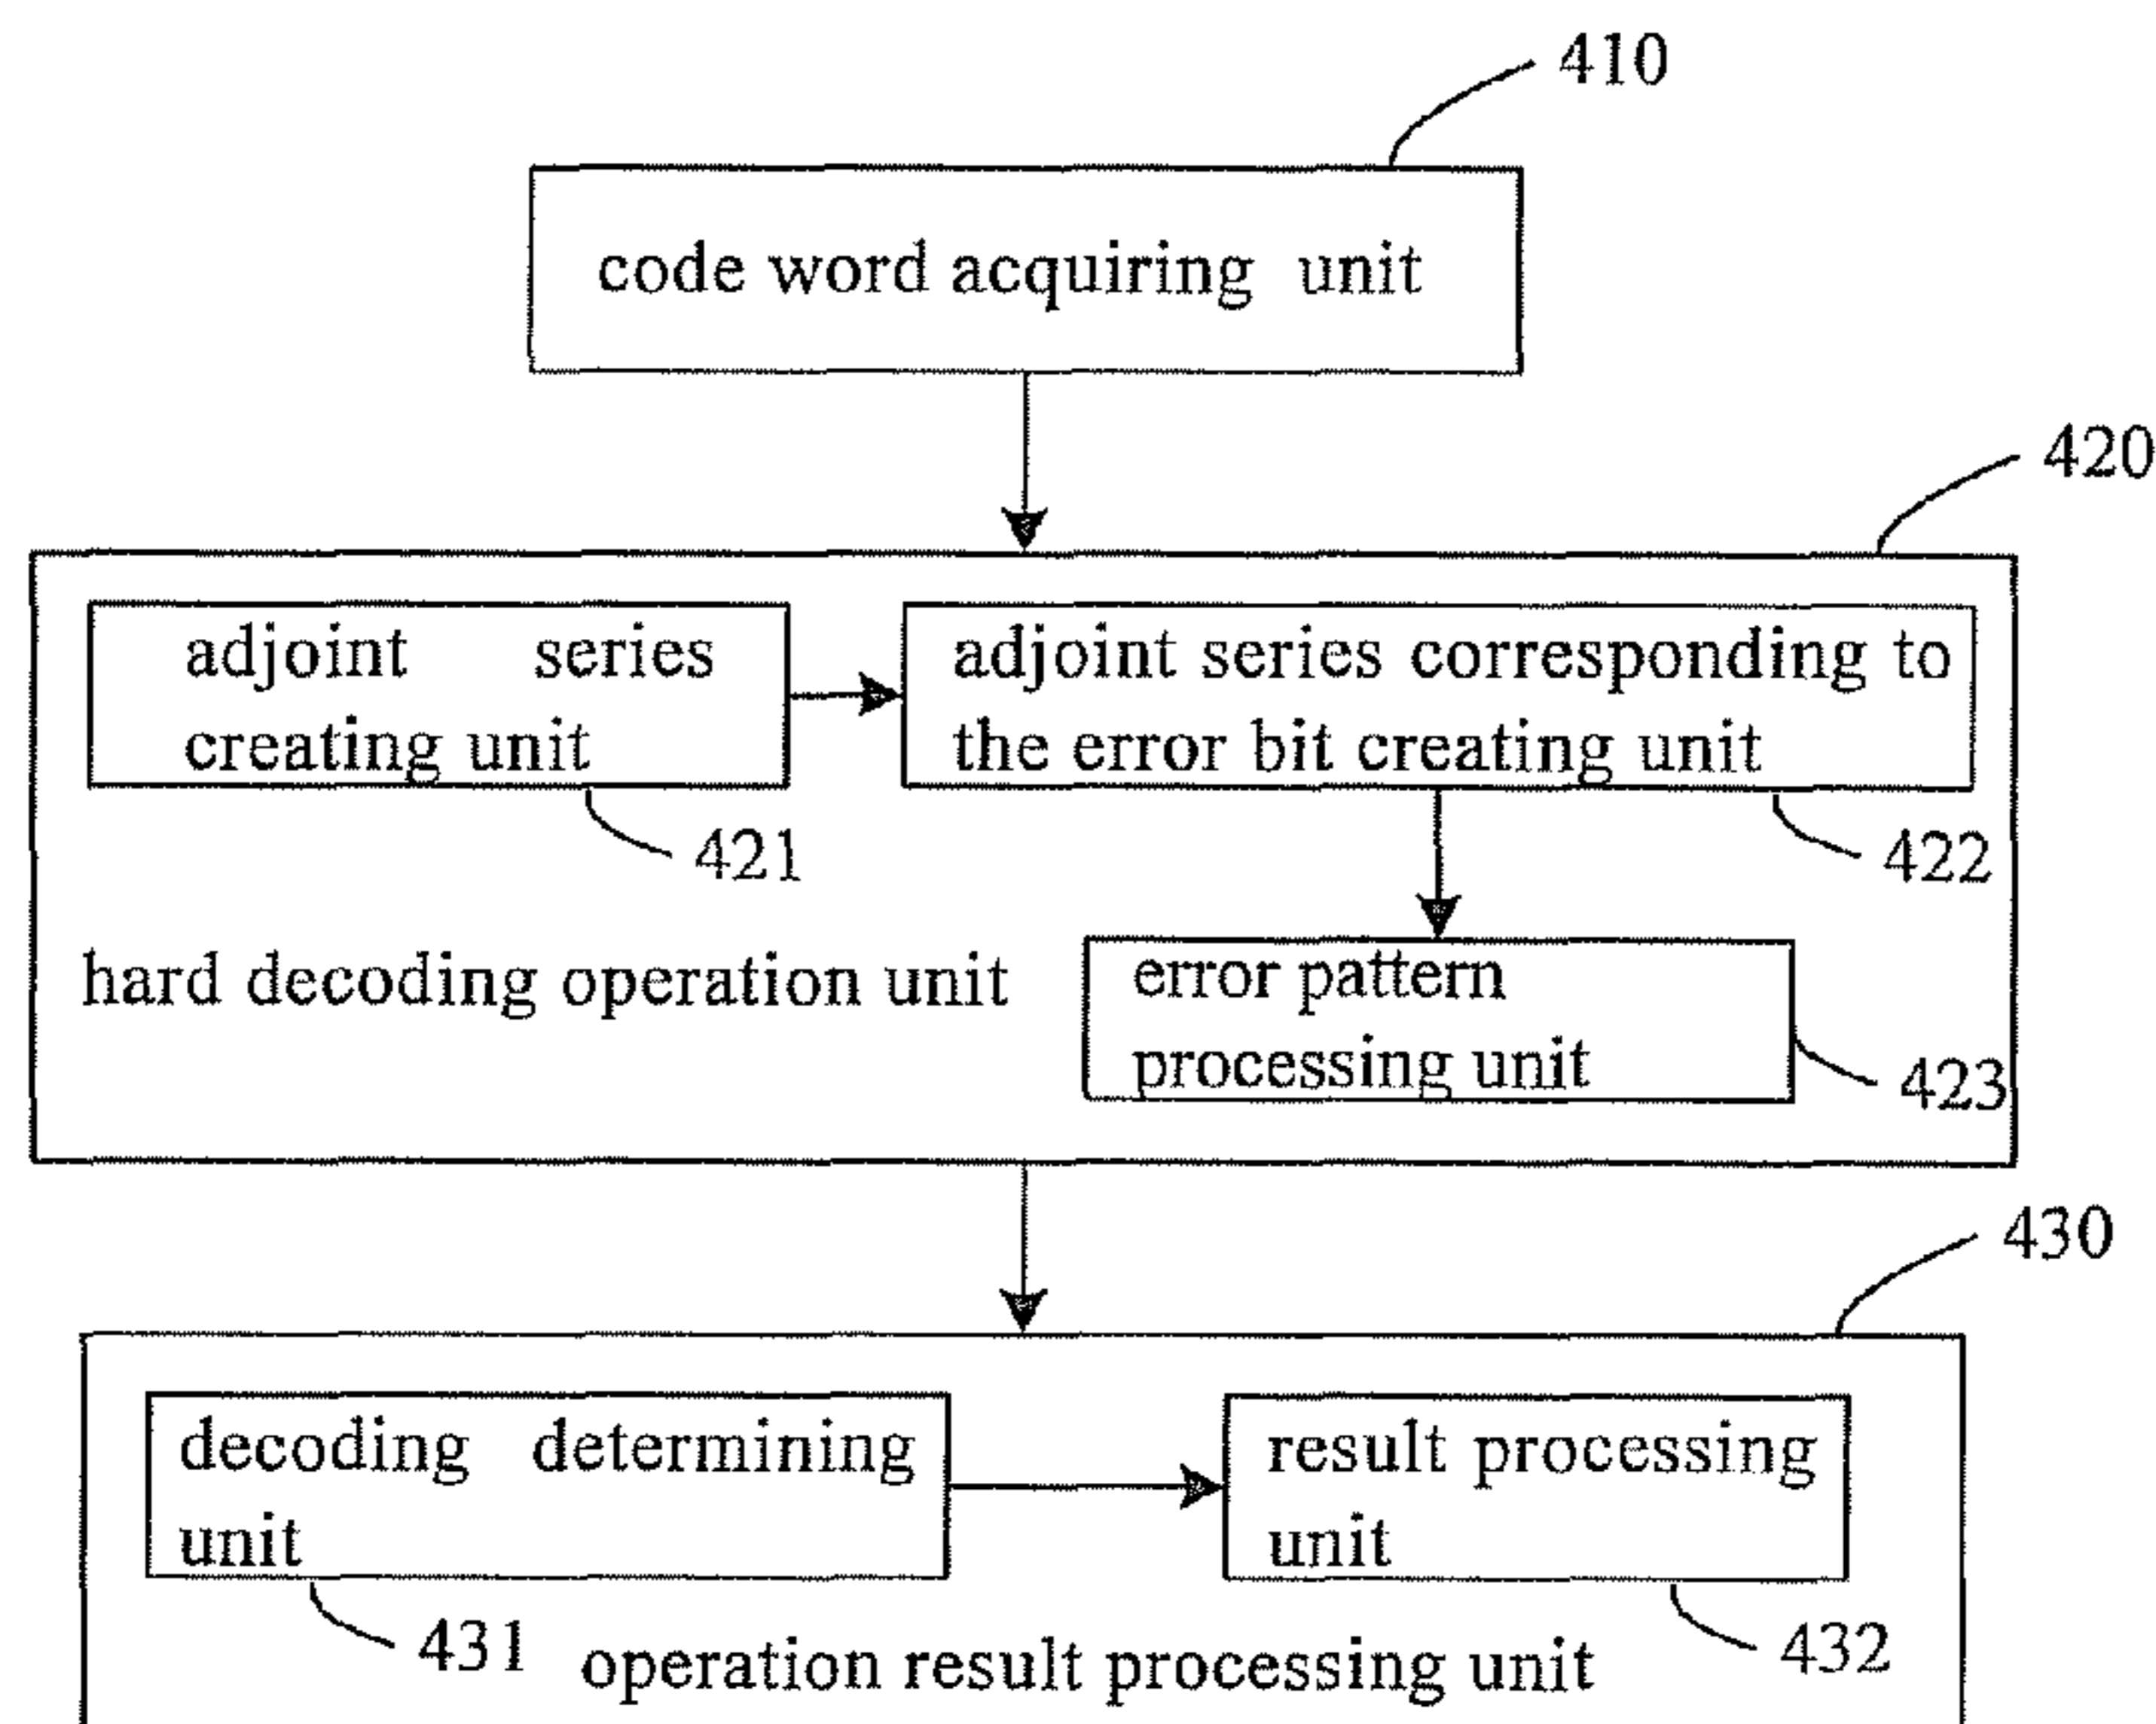 410
code word acquiring unit
420
adjoint series
creating unit
421
adjoint series corresponding to
the error bit creating unit
422
hard decoding operation unit
error pattern
processing unit
423
430
decoding determining
unit
431
result processing
unit
432
operation result processing unit